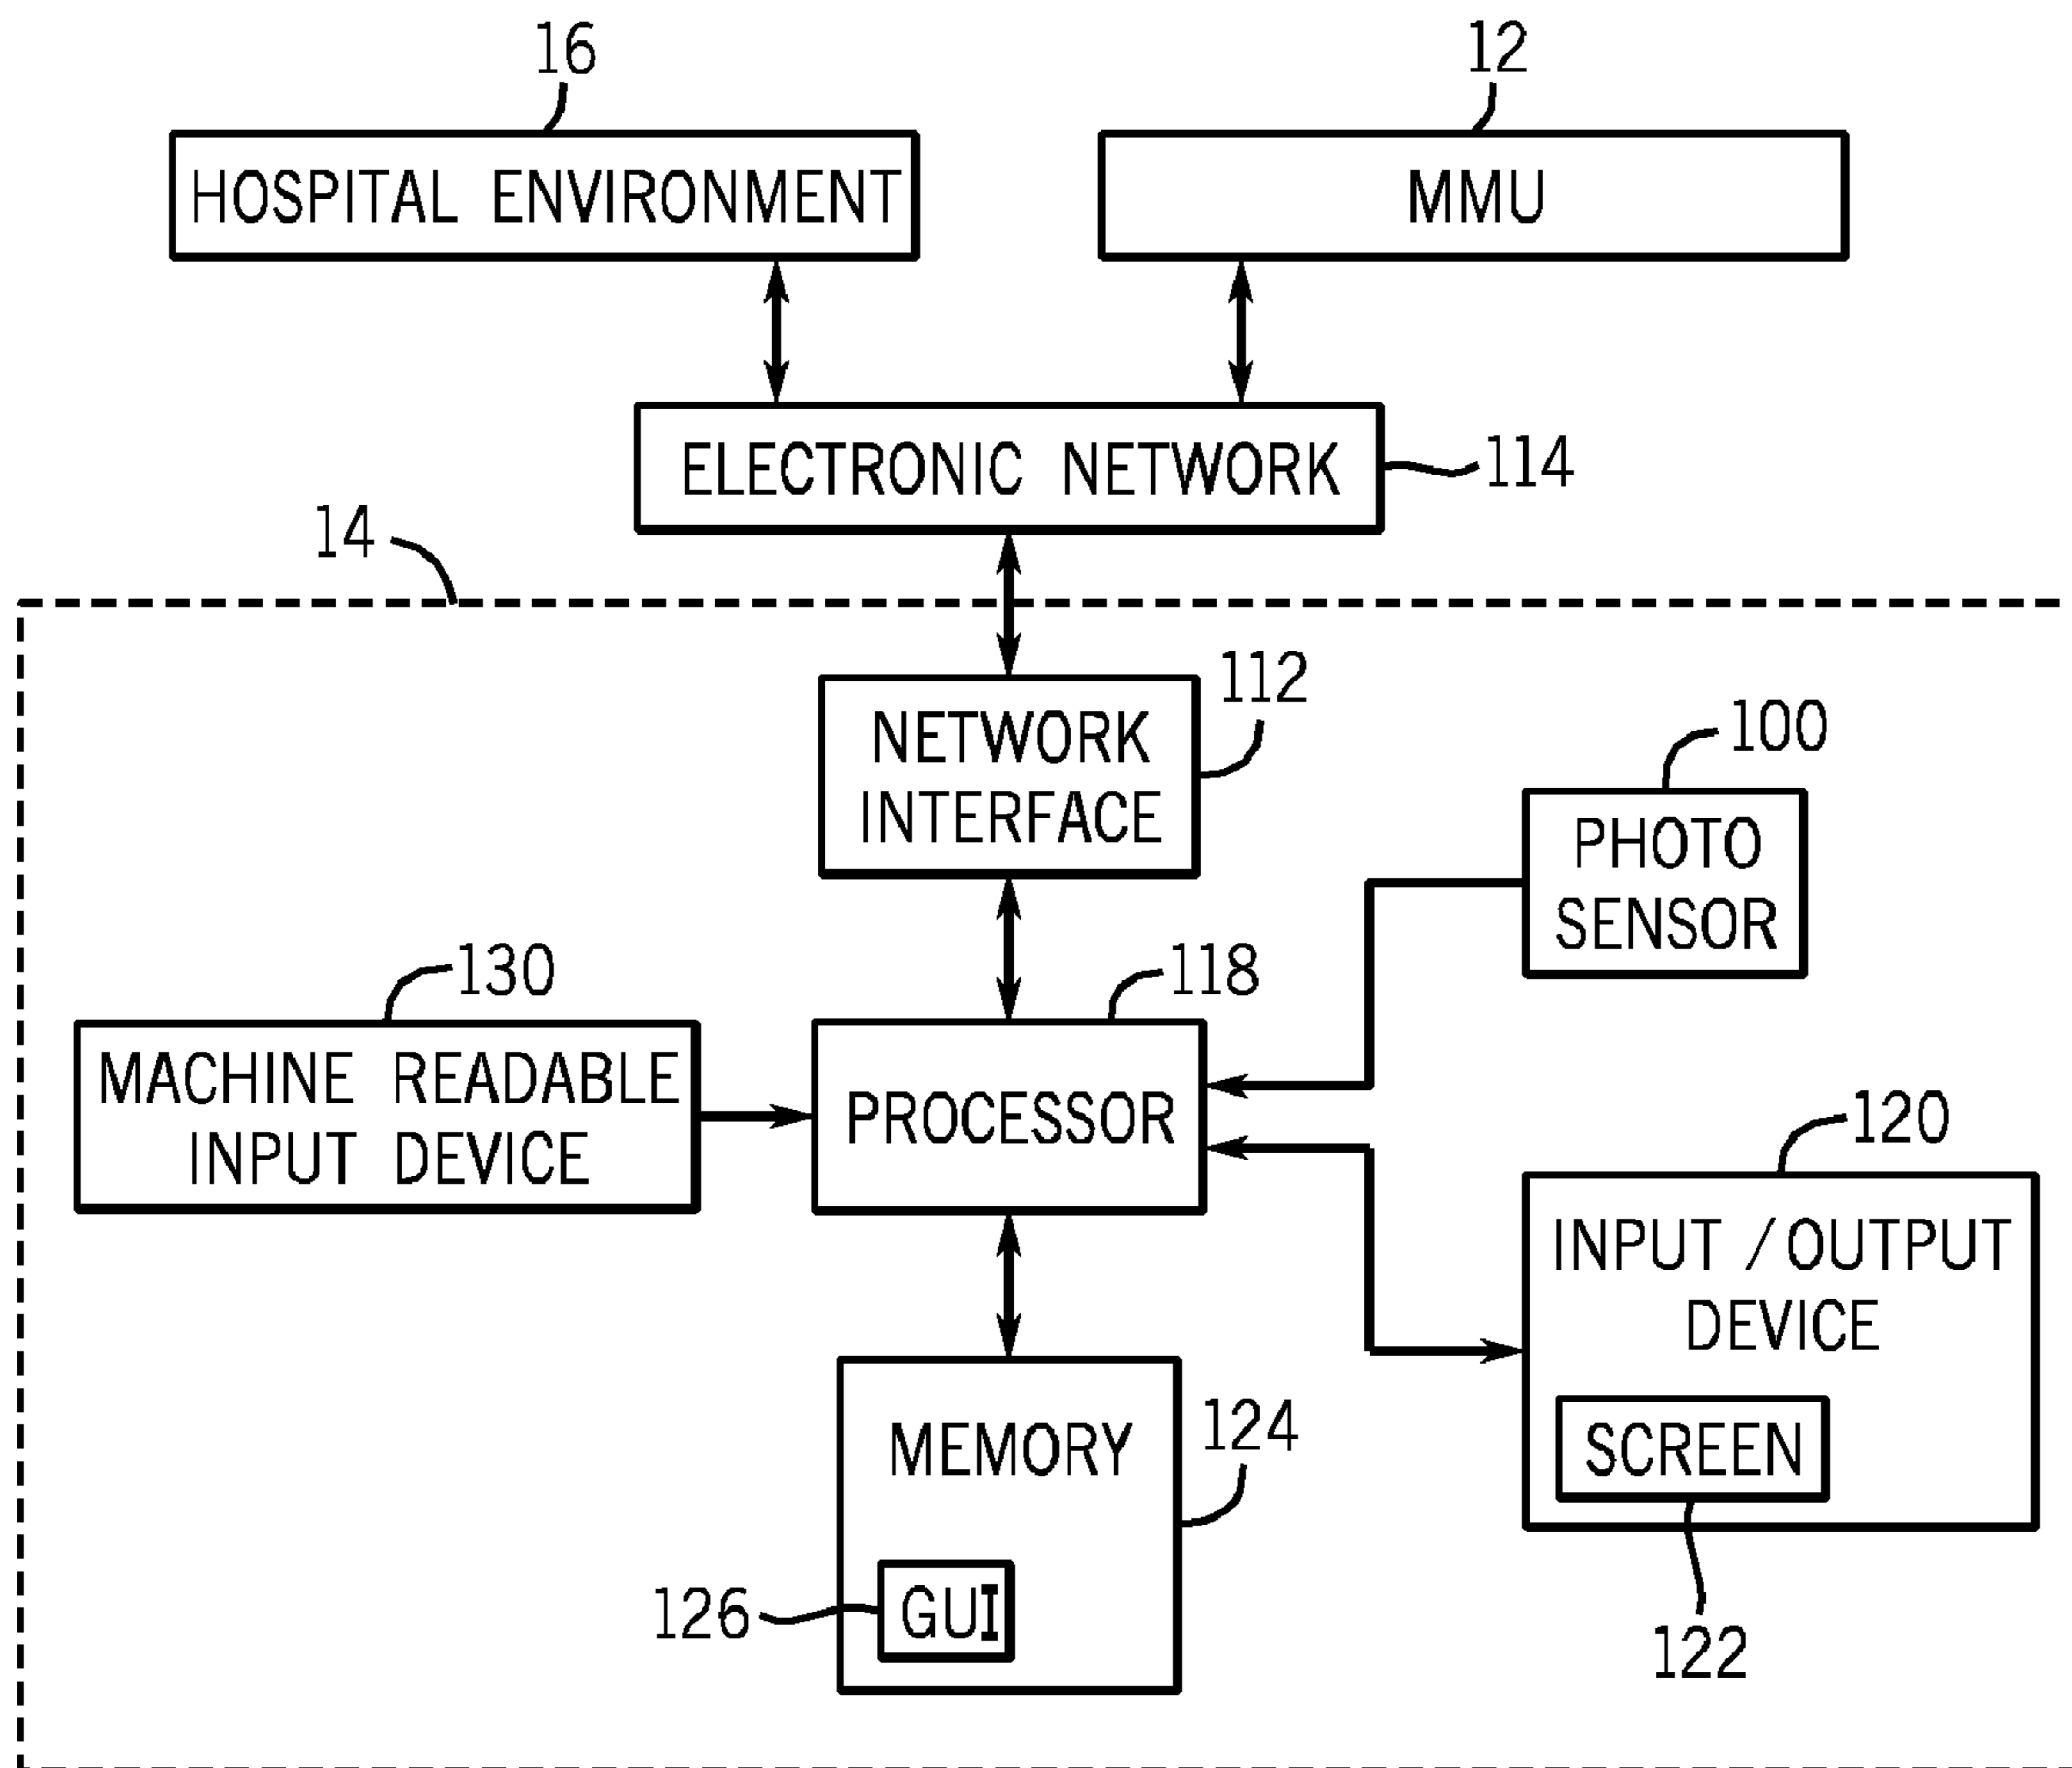 16
12
HOSPITAL ENVIRONMENT
MMU
ELECTRONIC NETWORK
114
14
112
NETWORK
INTERFACE
100
PHOTO
SENSOR
130
118
MACHINE READABLE
INPUT DEVICE
PROCESSOR
120
INPUT / OUTPUT
DEVICE
MEMORY
124
SCREEN
126
GUI
122